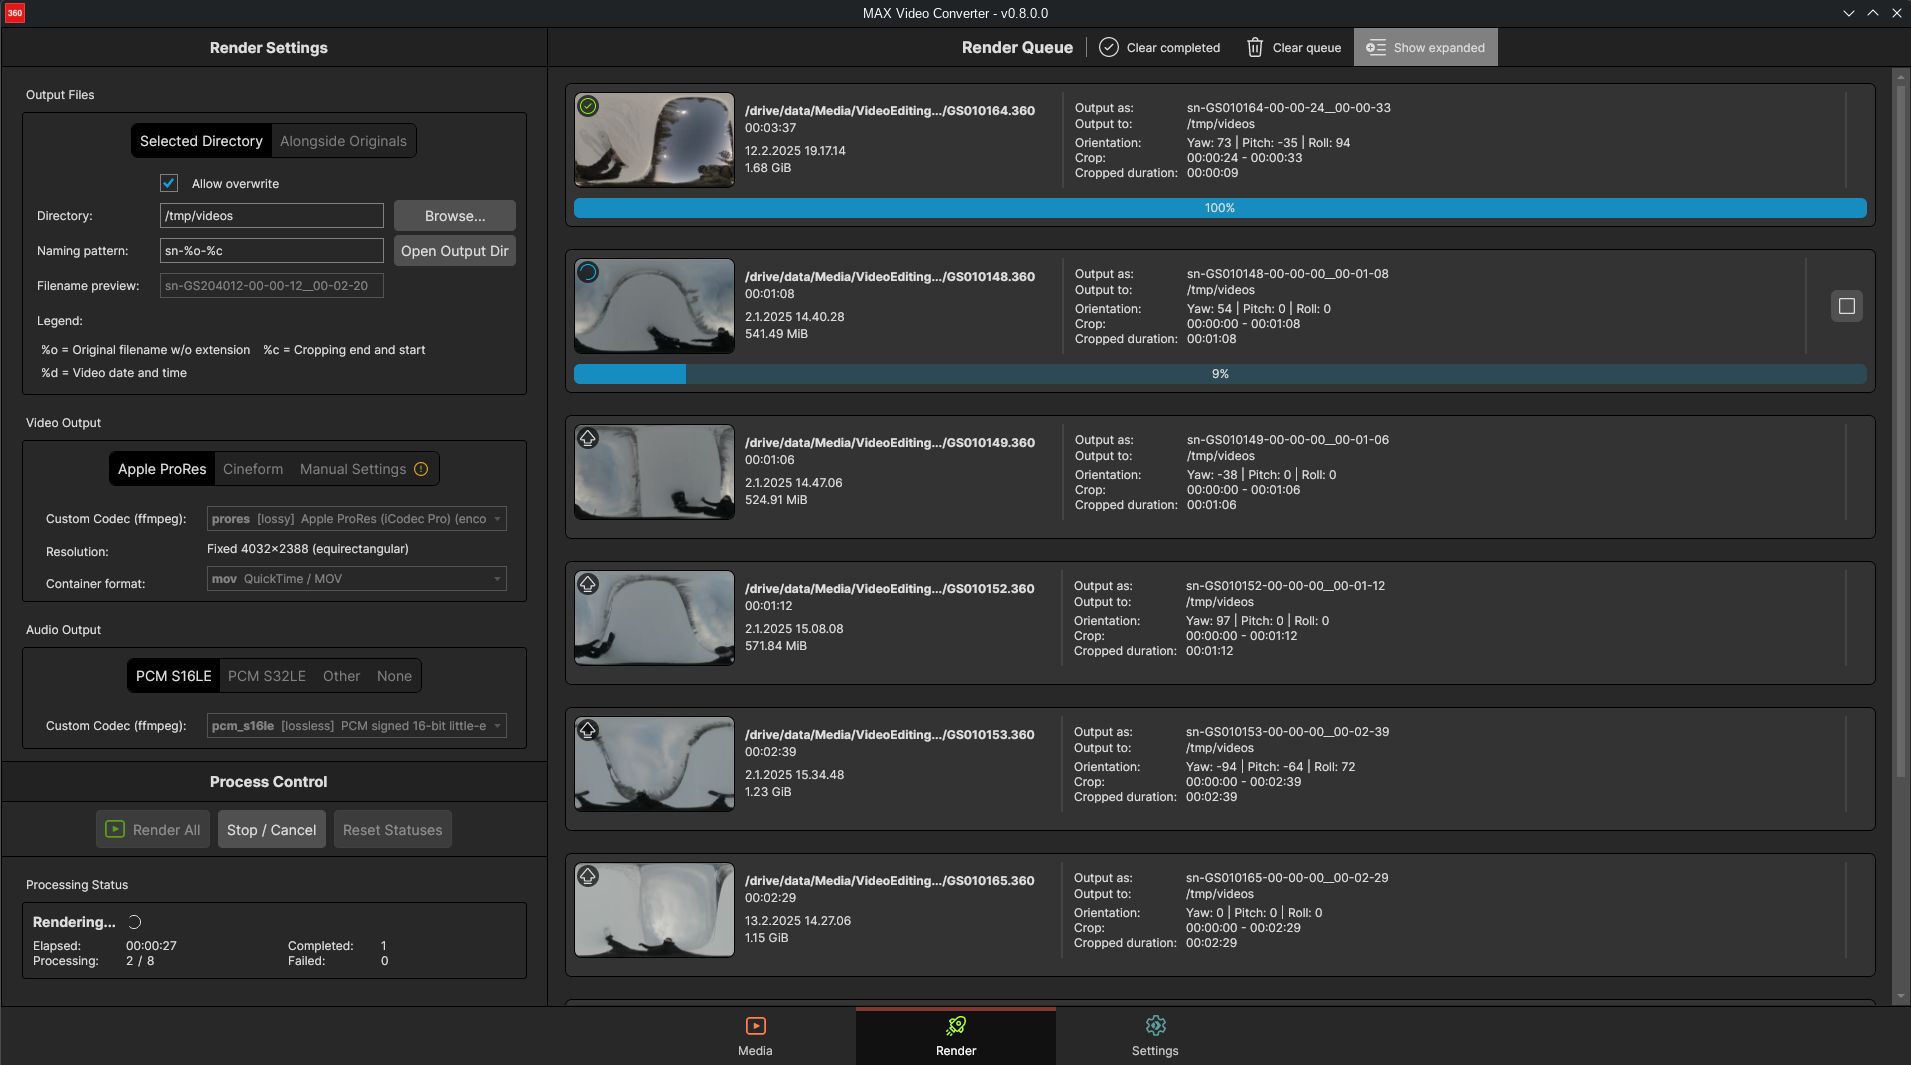 360
MAX Video Converter - v0.8.0.0
Render Settings
Output Files
Selected Directory Alongside Originals
Allow overwrite
Directory: /tmp/videos Browse...
Naming pattern: sn-%o-%c Open Output Dir
Filename preview: sn-GS204012-00-00-12__00-02-20
Legend:
%o = Original filename w/o extension %c = Cropping end and start
%d = Video date and time
Video Output
Apple ProRes Cineform Manual Settings
Custom Codec (ffmpeg): prores [lossy] Apple ProRes (iCodec Pro) (enco
Resolution: Fixed 4032×2388 (equirectangular)
Container format: mov QuickTime / MOV
Audio Output
PCM S16LE PCM S32LE Other None
Custom Codec (ffmpeg): pcm_s16le [lossless] PCM signed 16-bit little-e
Process Control
Render All Stop / Cancel Reset Statuses
Processing Status
Rendering...
Elapsed: 00:00:27 Completed: 1
Processing: 2 / 8 Failed: 0
Render Queue Clear completed Clear queue Show expanded
/drive/data/Media/VideoEditing.../GS010164.360
00:03:37
12.2.2025 19.17.14
1.68 GiB
Output as: sn-GS010164-00-00-24__00-00-33
Output to: /tmp/videos
Orientation: Yaw: 73 | Pitch: -35 | Roll: 94
Crop: 00:00:24 - 00:00:33
Cropped duration: 00:00:09
100%
/drive/data/Media/VideoEditing.../GS010148.360
00:01:08
2.1.2025 14.40.28
541.49 MiB
Output as: sn-GS010148-00-00-00__00-01-08
Output to: /tmp/videos
Orientation: Yaw: 54 | Pitch: 0 | Roll: 0
Crop: 00:00:00 - 00:01:08
Cropped duration: 00:01:08
9%
/drive/data/Media/VideoEditing.../GS010149.360
00:01:06
2.1.2025 14.47.06
524.91 MiB
Output as: sn-GS010149-00-00-00__00-01-06
Output to: /tmp/videos
Orientation: Yaw: -38 | Pitch: 0 | Roll: 0
Crop: 00:00:00 - 00:01:06
Cropped duration: 00:01:06
/drive/data/Media/VideoEditing.../GS010152.360
00:01:12
2.1.2025 15.08.08
571.84 MiB
Output as: sn-GS010152-00-00-00__00-01-12
Output to: /tmp/videos
Orientation: Yaw: 97 | Pitch: 0 | Roll: 0
Crop: 00:00:00 - 00:01:12
Cropped duration: 00:01:12
/drive/data/Media/VideoEditing.../GS010153.360
00:02:39
2.1.2025 15.34.48
1.23 GiB
Output as: sn-GS010153-00-00-00__00-02-39
Output to: /tmp/videos
Orientation: Yaw: -94 | Pitch: -64 | Roll: 72
Crop: 00:00:00 - 00:02:39
Cropped duration: 00:02:39
/drive/data/Media/VideoEditing.../GS010165.360
00:02:29
13.2.2025 14.27.06
1.15 GiB
Output as: sn-GS010165-00-00-00__00-02-29
Output to: /tmp/videos
Orientation: Yaw: 0 | Pitch: 0 | Roll: 0
Crop: 00:00:00 - 00:02:29
Cropped duration: 00:02:29
Media Render Settings